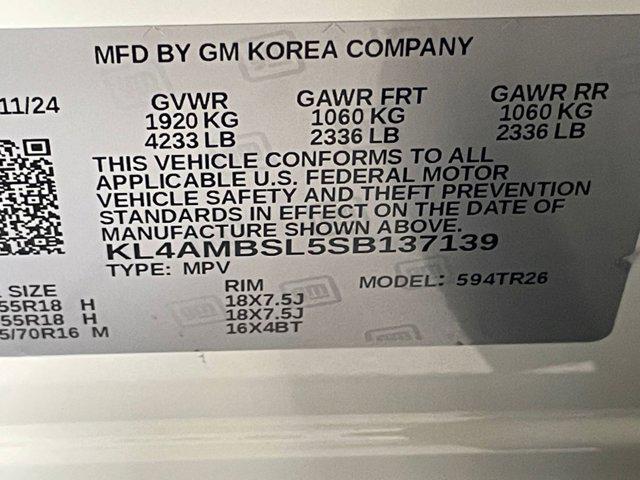 MFD BY GM KOREA COMPANY
11/24 GVWR GAWR FRT GAWR RR
1920 KG 1060 KG 1060 KG
4233 LB 2336 LB 2336 LB
THIS VEHICLE CONFORMS TO ALL
APPLICABLE U.S. FEDERAL MOTOR
VEHICLE SAFETY AND THEFT PREVENTION
STANDARDS IN EFFECT ON THE DATE OF
MANUFACTURE SHOWN ABOVE.
KL4AMBSL5SB137139
TYPE: MPV MODEL: 594TR26
SIZE RIM
55R18 H 18X7.5J
55R18 H 18X7.5J
5/70R16 M 16X4BT